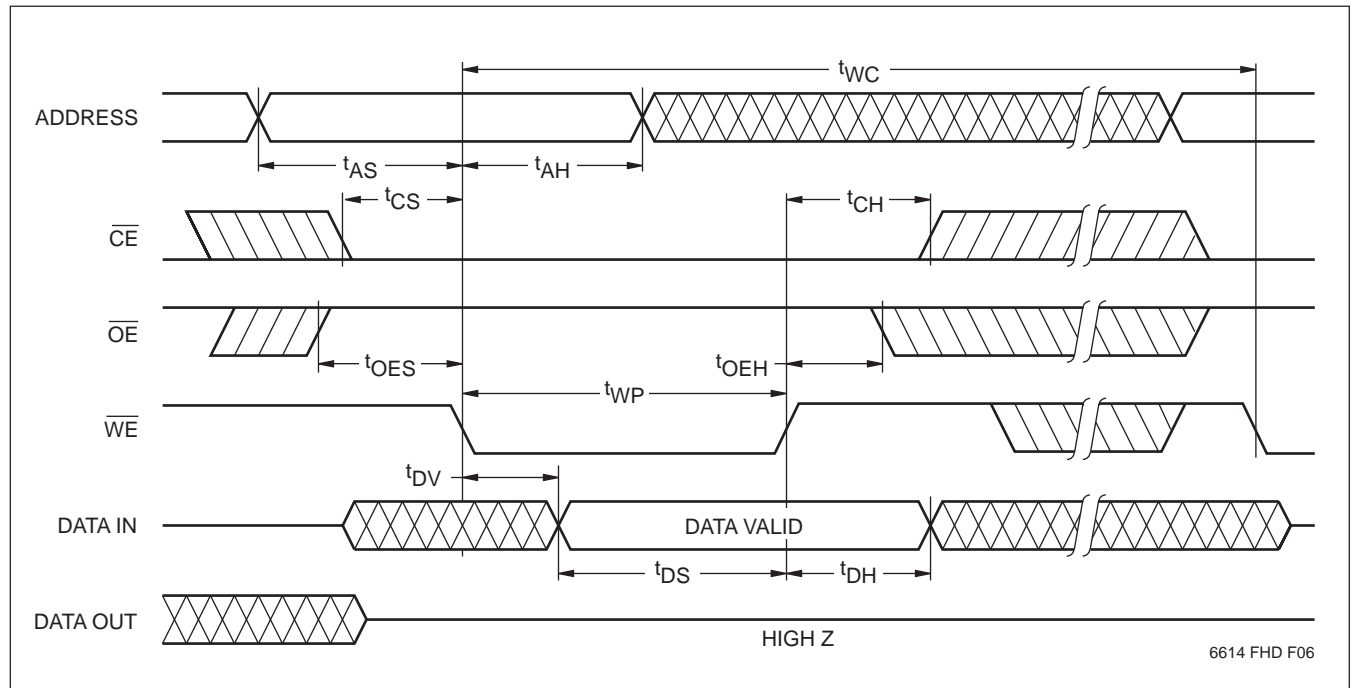 tWC
ADDRESS
tAS
tAH
tCS
tCH
CE
OE
tOES
tOEH
tWP
WE
tDV
DATA IN
DATA VALID
tDS
tDH
DATA OUT
HIGH Z
6614 FHD F06